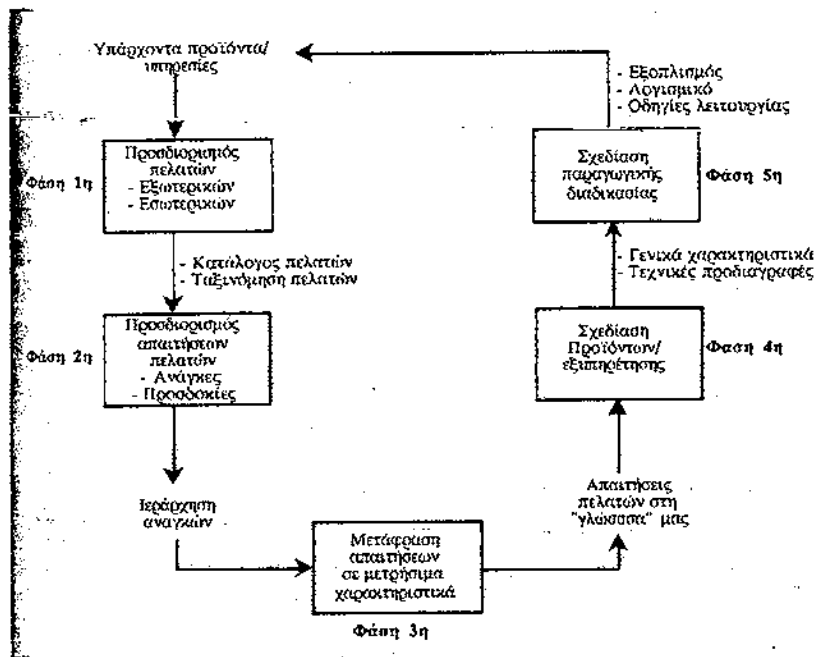 Υπάρχοντα προϊόντα/
υπηρεσίες
Φάση 1η
Προσδιορισμός
πελατών
- Εξωτερικών
- Εσωτερικών
- Κατάλογος πελατών
- Ταξινόμηση πελατών
Φάση 2η
Προσδιορισμός
απαιτήσεων
πελατών
- Ανάγκες
- Προσδοκίες
Ιεράρχηση
αναγκών
Μετάφραση
απαιτήσεων
σε μετρήσιμα
χαρακτηριστικά
Φάση 3η
Απαιτήσεις
πελατών στη
"γλώσσα" μας
Σχεδίαση
Προϊόντων/
εξυπηρέτησης
Φάση 4η
- Γενικά χαρακτηριστικά
- Τεχνικές προδιαγραφές
Σχεδίαση
παραγωγικής
διαδικασίας
Φάση 5η
- Εξοπλισμός
- Λογισμικό
- Οδηγίες λειτουργίας